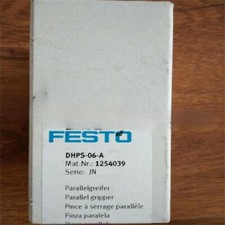 FESTO
DHPS-06-A
Mat.Nr.: 1254039
Serie: JN
Parallelgreifer
Parallel gripper
Pince à serrage parallèle
Pinza paralela